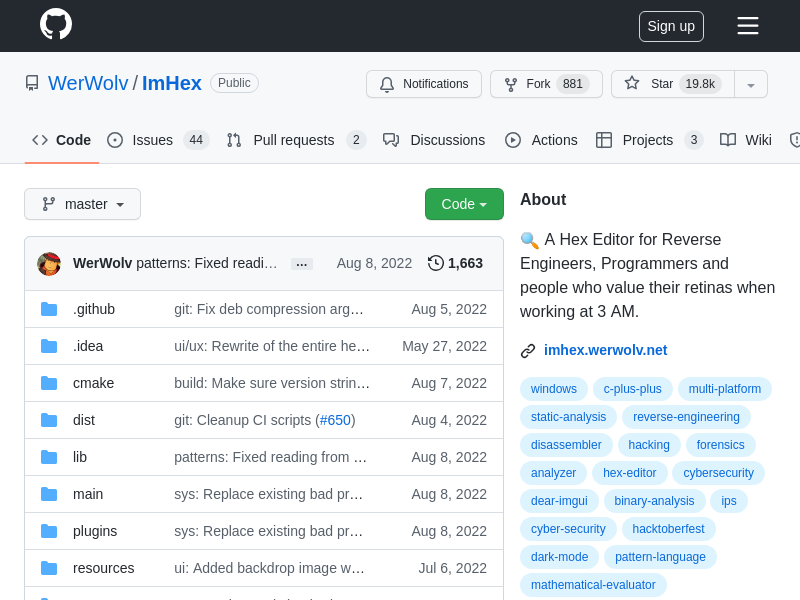 Sign up
WerWolv / ImHex Public
Notifications
Fork 881
Star 19.8k
Code
Issues 44
Pull requests 2
Discussions
Actions
Projects 3
Wiki
master
Code
WerWolv patterns: Fixed readi… … Aug 8, 2022 1,663
.github git: Fix deb compression arg… Aug 5, 2022
.idea ui/ux: Rewrite of the entire he… May 27, 2022
cmake build: Make sure version strin… Aug 7, 2022
dist git: Cleanup CI scripts (#650) Aug 4, 2022
lib patterns: Fixed reading from … Aug 8, 2022
main sys: Replace existing bad pr… Aug 8, 2022
plugins sys: Replace existing bad pr… Aug 8, 2022
resources ui: Added backdrop image w… Jul 6, 2022
About
🔍 A Hex Editor for Reverse
Engineers, Programmers and
people who value their retinas when
working at 3 AM.
imhex.werwolv.net
windows c-plus-plus multi-platform
static-analysis reverse-engineering
disassembler hacking forensics
analyzer hex-editor cybersecurity
dear-imgui binary-analysis ips
cyber-security hacktoberfest
dark-mode pattern-language
mathematical-evaluator